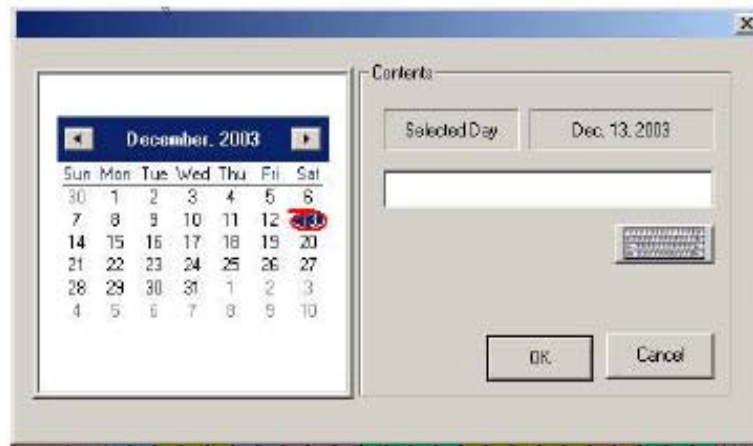 Contents
December, 2003
Selected Day
Dec. 13, 2003
Sun Mon Tue Wed Thu Fri Sat
30 1 2 3 4 5 6
7 8 9 10 11 12 13
14 15 16 17 18 19 20
21 22 23 24 25 26 27
28 29 30 31 1 2 3
4 5 6 7 8 9 10
OK
Cancel